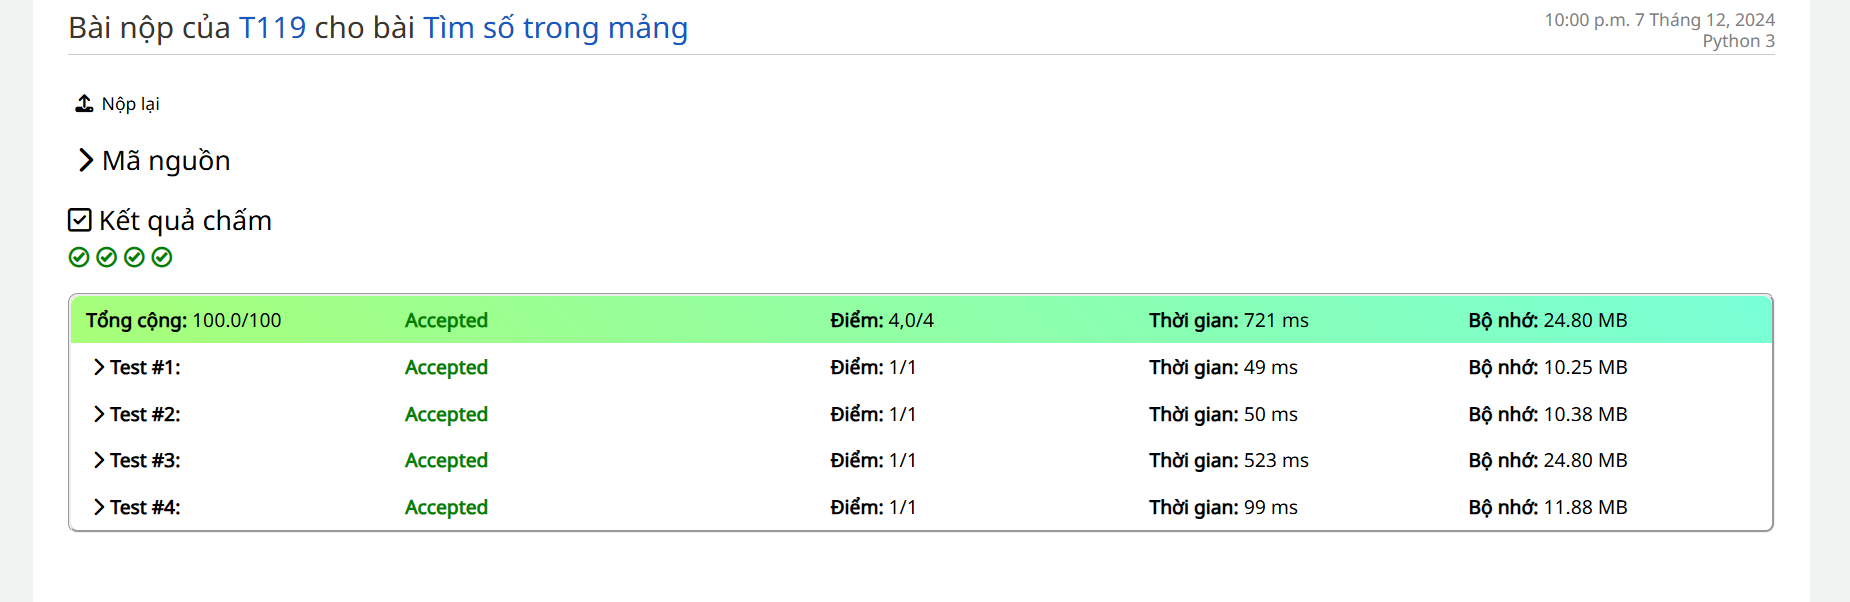 Bài nộp của T119 cho bài Tìm số trong mảng
10:00 p.m. 7 Tháng 12, 2024
Python 3
Nộp lại
Mã nguồn
Kết quả chấm
Tổng cộng: 100.0/100 Accepted Điểm: 4,0/4 Thời gian: 721 ms Bộ nhớ: 24.80 MB
Test #1: Accepted Điểm: 1/1 Thời gian: 49 ms Bộ nhớ: 10.25 MB
Test #2: Accepted Điểm: 1/1 Thời gian: 50 ms Bộ nhớ: 10.38 MB
Test #3: Accepted Điểm: 1/1 Thời gian: 523 ms Bộ nhớ: 24.80 MB
Test #4: Accepted Điểm: 1/1 Thời gian: 99 ms Bộ nhớ: 11.88 MB